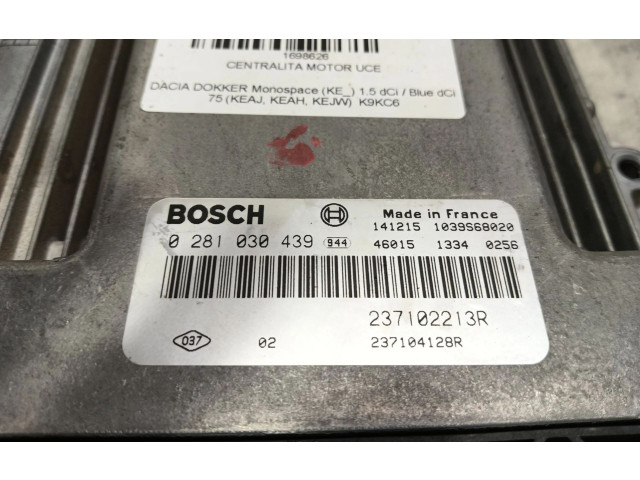 1698626
CENTRALITA MOTOR UCE
DACIA DOKKER Monospace (KE_) 1.5 dCi / Blue dCi
75 (KEAJ, KEAH, KEJW) K9KC6
BOSCH Made in France
141215 1039S68020
0 281 030 439 944 46015 1334 0256
237102213R
037 02 237104128R